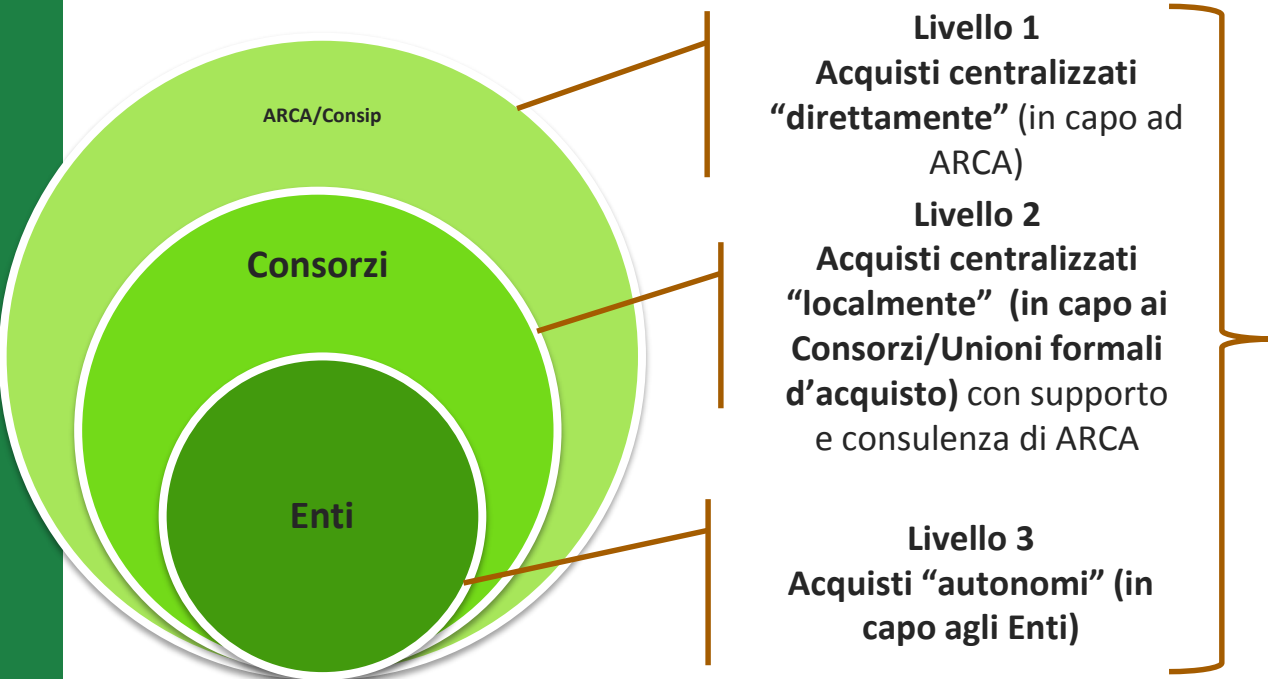 ARCA/Consip
Consorzi
Enti
Livello 1
Acquisti centralizzati
“direttamente” (in capo ad
ARCA)
Livello 2
Acquisti centralizzati
“localmente” (in capo ai
Consorzi/Unioni formali
d’acquisto) con supporto
e consulenza di ARCA
Livello 3
Acquisti “autonomi” (in
capo agli Enti)